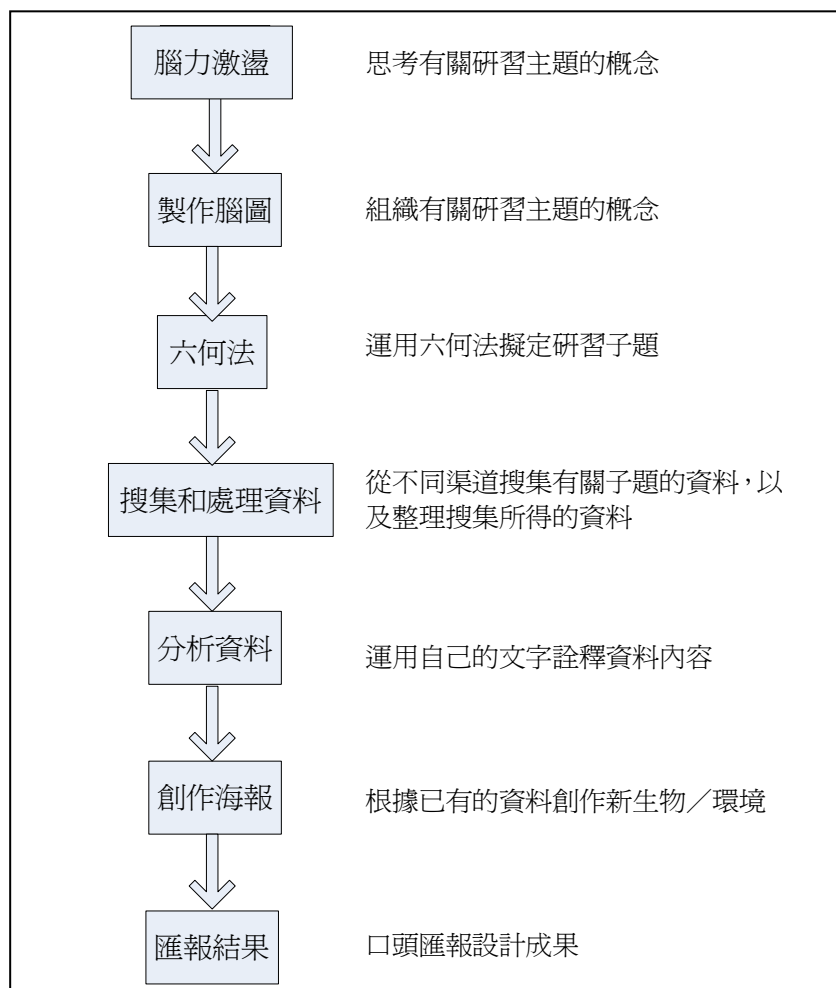 腦力激盪
思考有關研習主題的概念
製作腦圖
組織有關研習主題的概念
六何法
運用六何法擬定研習子題
搜集和處理資料
從不同渠道搜集有關子題的資料，以
及整理搜集所得的資料
分析資料
運用自己的文字詮釋資料內容
創作海報
根據已有的資料創作新生物／環境
匯報結果
口頭匯報設計成果